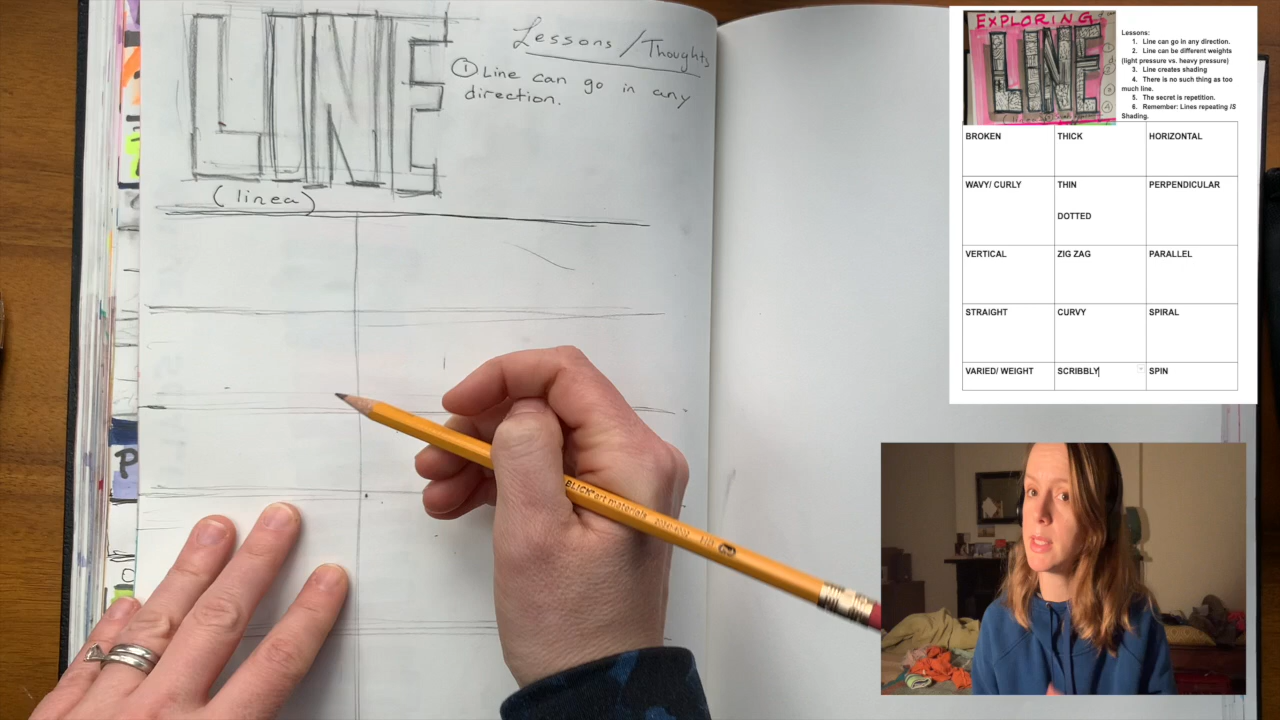 LINE
(linea)
Lessons/Thoughts
① Line can go in any
direction.
P
BLICK® art materials
EXPLORING
LINE
Lessons:
1. Line can go in any direction.
2. Line can be different weights
(light pressure vs. heavy pressure)
3. Line creates shading
4. There is no such thing as too
much line.
5. The secret is repetition.
6. Remember: Lines repeating IS
Shading.
BROKEN THICK HORIZONTAL
WAVY/ CURLY THIN PERPENDICULAR
DOTTED
VERTICAL ZIG ZAG PARALLEL
STRAIGHT CURVY SPIRAL
VARIED/ WEIGHT SCRIBBLY SPIN